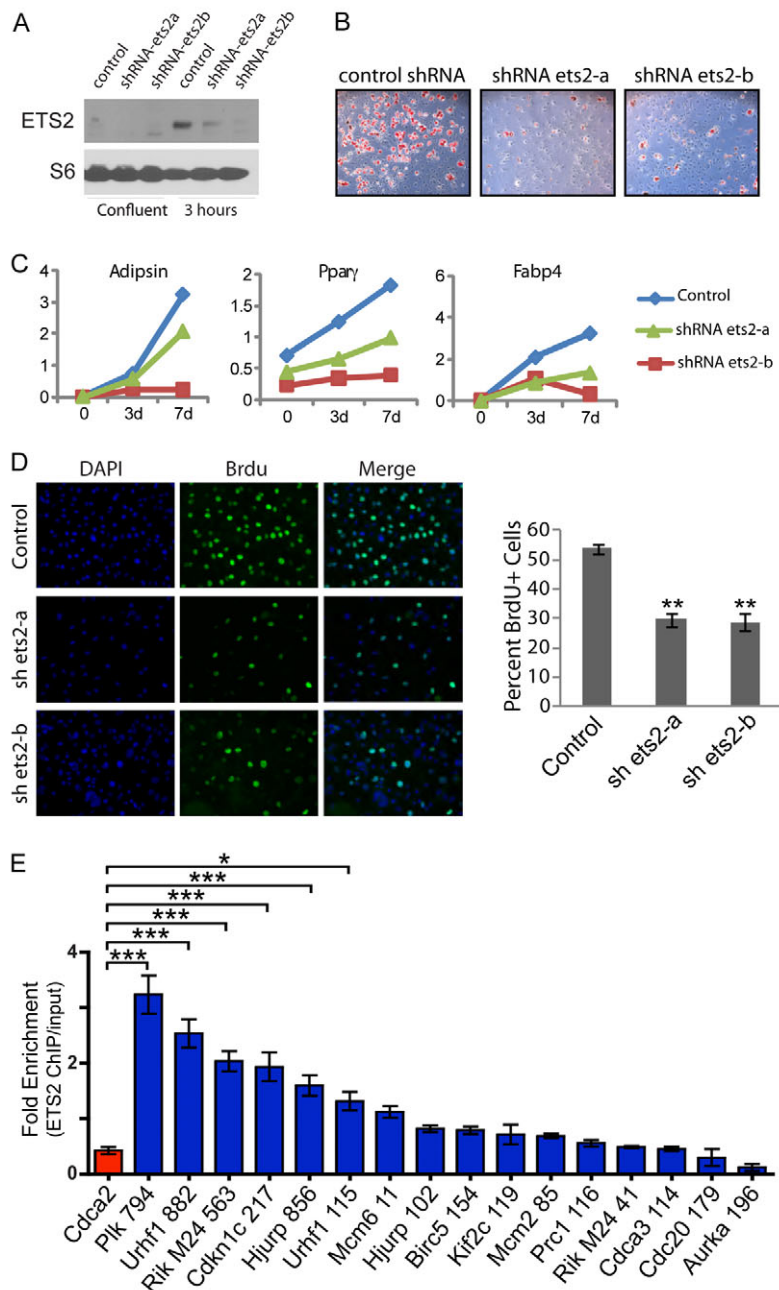 A
control
shRNA-ets2a
shRNA-ets2b
control
shRNA-ets2a
shRNA-ets2b
ETS2
S6
Confluent 3 hours
B
control shRNA
shRNA ets2-a
shRNA ets2-b
C
Adipsin
4
3
2
1
0
0 3d 7d
Pparγ
2
1.5
1
0.5
0
0 3d 7d
Fabp4
6
4
2
0
0 3d 7d
Control
shRNA ets2-a
shRNA ets2-b
D
DAPI Brdu Merge
Control
sh ets2-a
sh ets2-b
Percent BrdU+ Cells
60
50
40
30
20
10
0
** **
Control
sh ets2-a
sh ets2-b
E
*
***
***
***
***
***
Fold Enrichment
(ETS2 ChIP/input)
4
2
0
Cdca2
Plk 794
Urhf1 882
Rik M24 563
Cdkn1c 217
Hjurp 856
Urhf1 115
Mcm6 11
Hjurp 102
Birc5 154
Kif2c 119
Mcm2 85
Prc1 116
Rik M24 41
Cdca3 114
Cdc20 179
Aurka 196